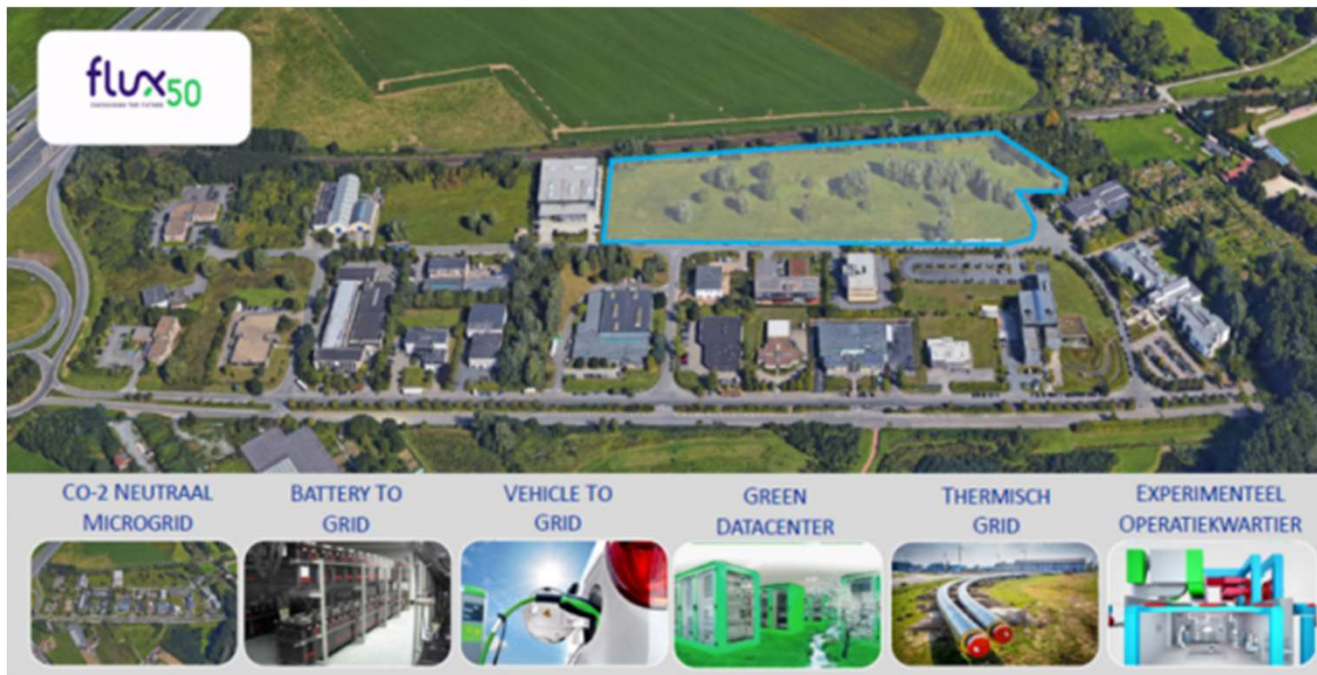 flux50
CO-2 NEUTRAAL
MICROGRID
BATTERY TO
GRID
VEHICLE TO
GRID
GREEN
DATACENTER
THERMISCH
GRID
EXPERIMENTEEL
OPERATIEKWARTIER